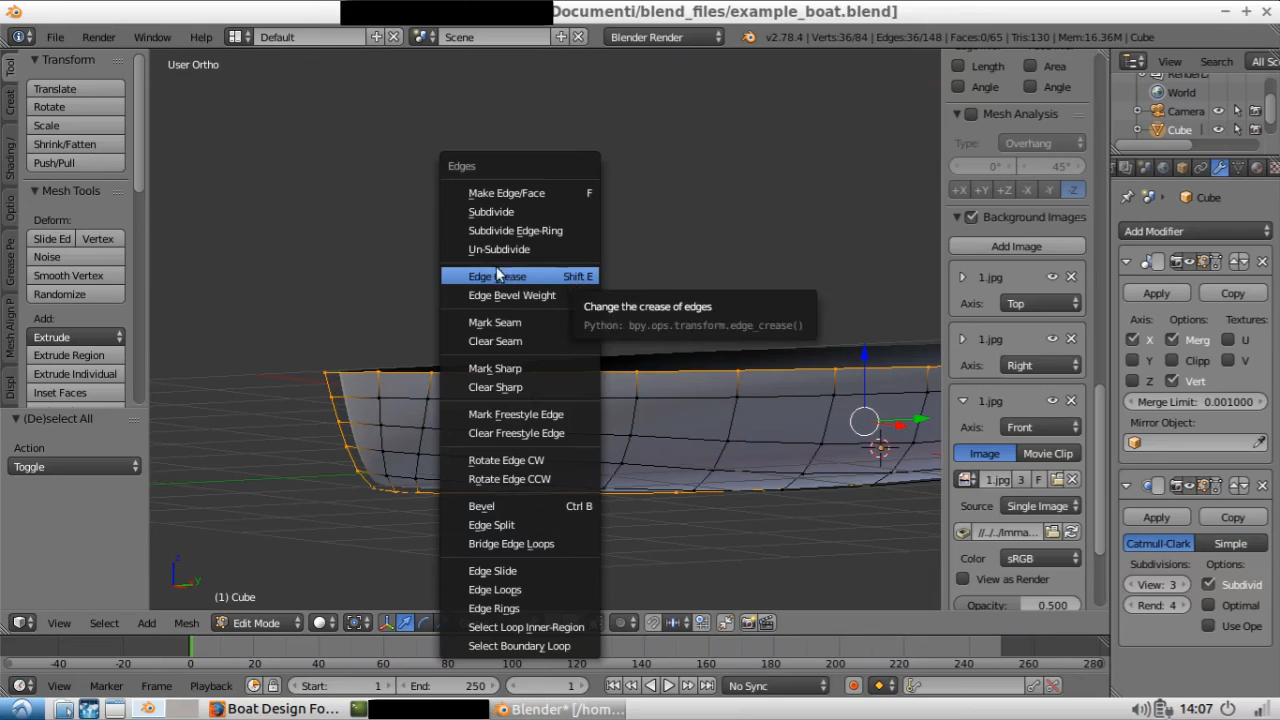 Documenti/blend_files/example_boat.blend]
File Render Window Help Default Scene Blender Render v2.78.4 | Verts:36/84 | Edges:36/148 | Faces:0/65 | Tris:130 | Mem:16.36M | Cube
Tool
Creat
Shading /
Optio
Grease Pe
Mesh Align P
Displ
Transform
Translate
Rotate
Scale
Shrink/Fatten
Push/Pull
Mesh Tools
Deform:
Slide Ed Vertex
Noise
Smooth Vertex
Randomize
Add:
Extrude
Extrude Region
Extrude Individual
Inset Faces
(De)select All
Action
Toggle
User Ortho
Edges
Make Edge/Face F
Subdivide
Subdivide Edge-Ring
Un-Subdivide
Edge Crease Shift E
Edge Bevel Weight
Mark Seam
Clear Seam
Mark Sharp
Clear Sharp
Mark Freestyle Edge
Clear Freestyle Edge
Rotate Edge CW
Rotate Edge CCW
Bevel Ctrl B
Edge Split
Bridge Edge Loops
Edge Slide
Edge Loops
Edge Rings
Select Loop Inner-Region
Select Boundary Loop
Change the crease of edges
Python: bpy.ops.transform.edge_crease()
z
y
(1) Cube
Length Area
Angle Angle
Mesh Analysis
Type: Overhang
0° 45°
+X +Y +Z -X -Y -Z
Background Images
Add Image
1.jpg
Axis: Top
1.jpg
Axis: Right
1.jpg
Axis: Front
Image Movie Clip
1.jpg 3 F
Source Single Image
//../../Imma...
Color sRGB
View as Render
Opacity: 0.500
View Search All Sc
World
Camera
Cube
Cube
Add Modifier
Apply Copy
Axis: Options: Textures:
X Merg U
Y Clipp V
Z Vert
Merge Limit: 0.001000
Mirror Object:
Apply Copy
Catmull-Clark Simple
Subdivisions: Options:
View: 3 Subdivid
Rend: 4 Optimal
Use Ope
View Select Add Mesh Edit Mode
-40 -20 0 20 40 60 80 100 120 140 160 180 200 220 240 260 280
View Marker Frame Playback Start: 1 End: 250 1 No Sync
Boat Design Fo... Blender* [/hom... 14:07